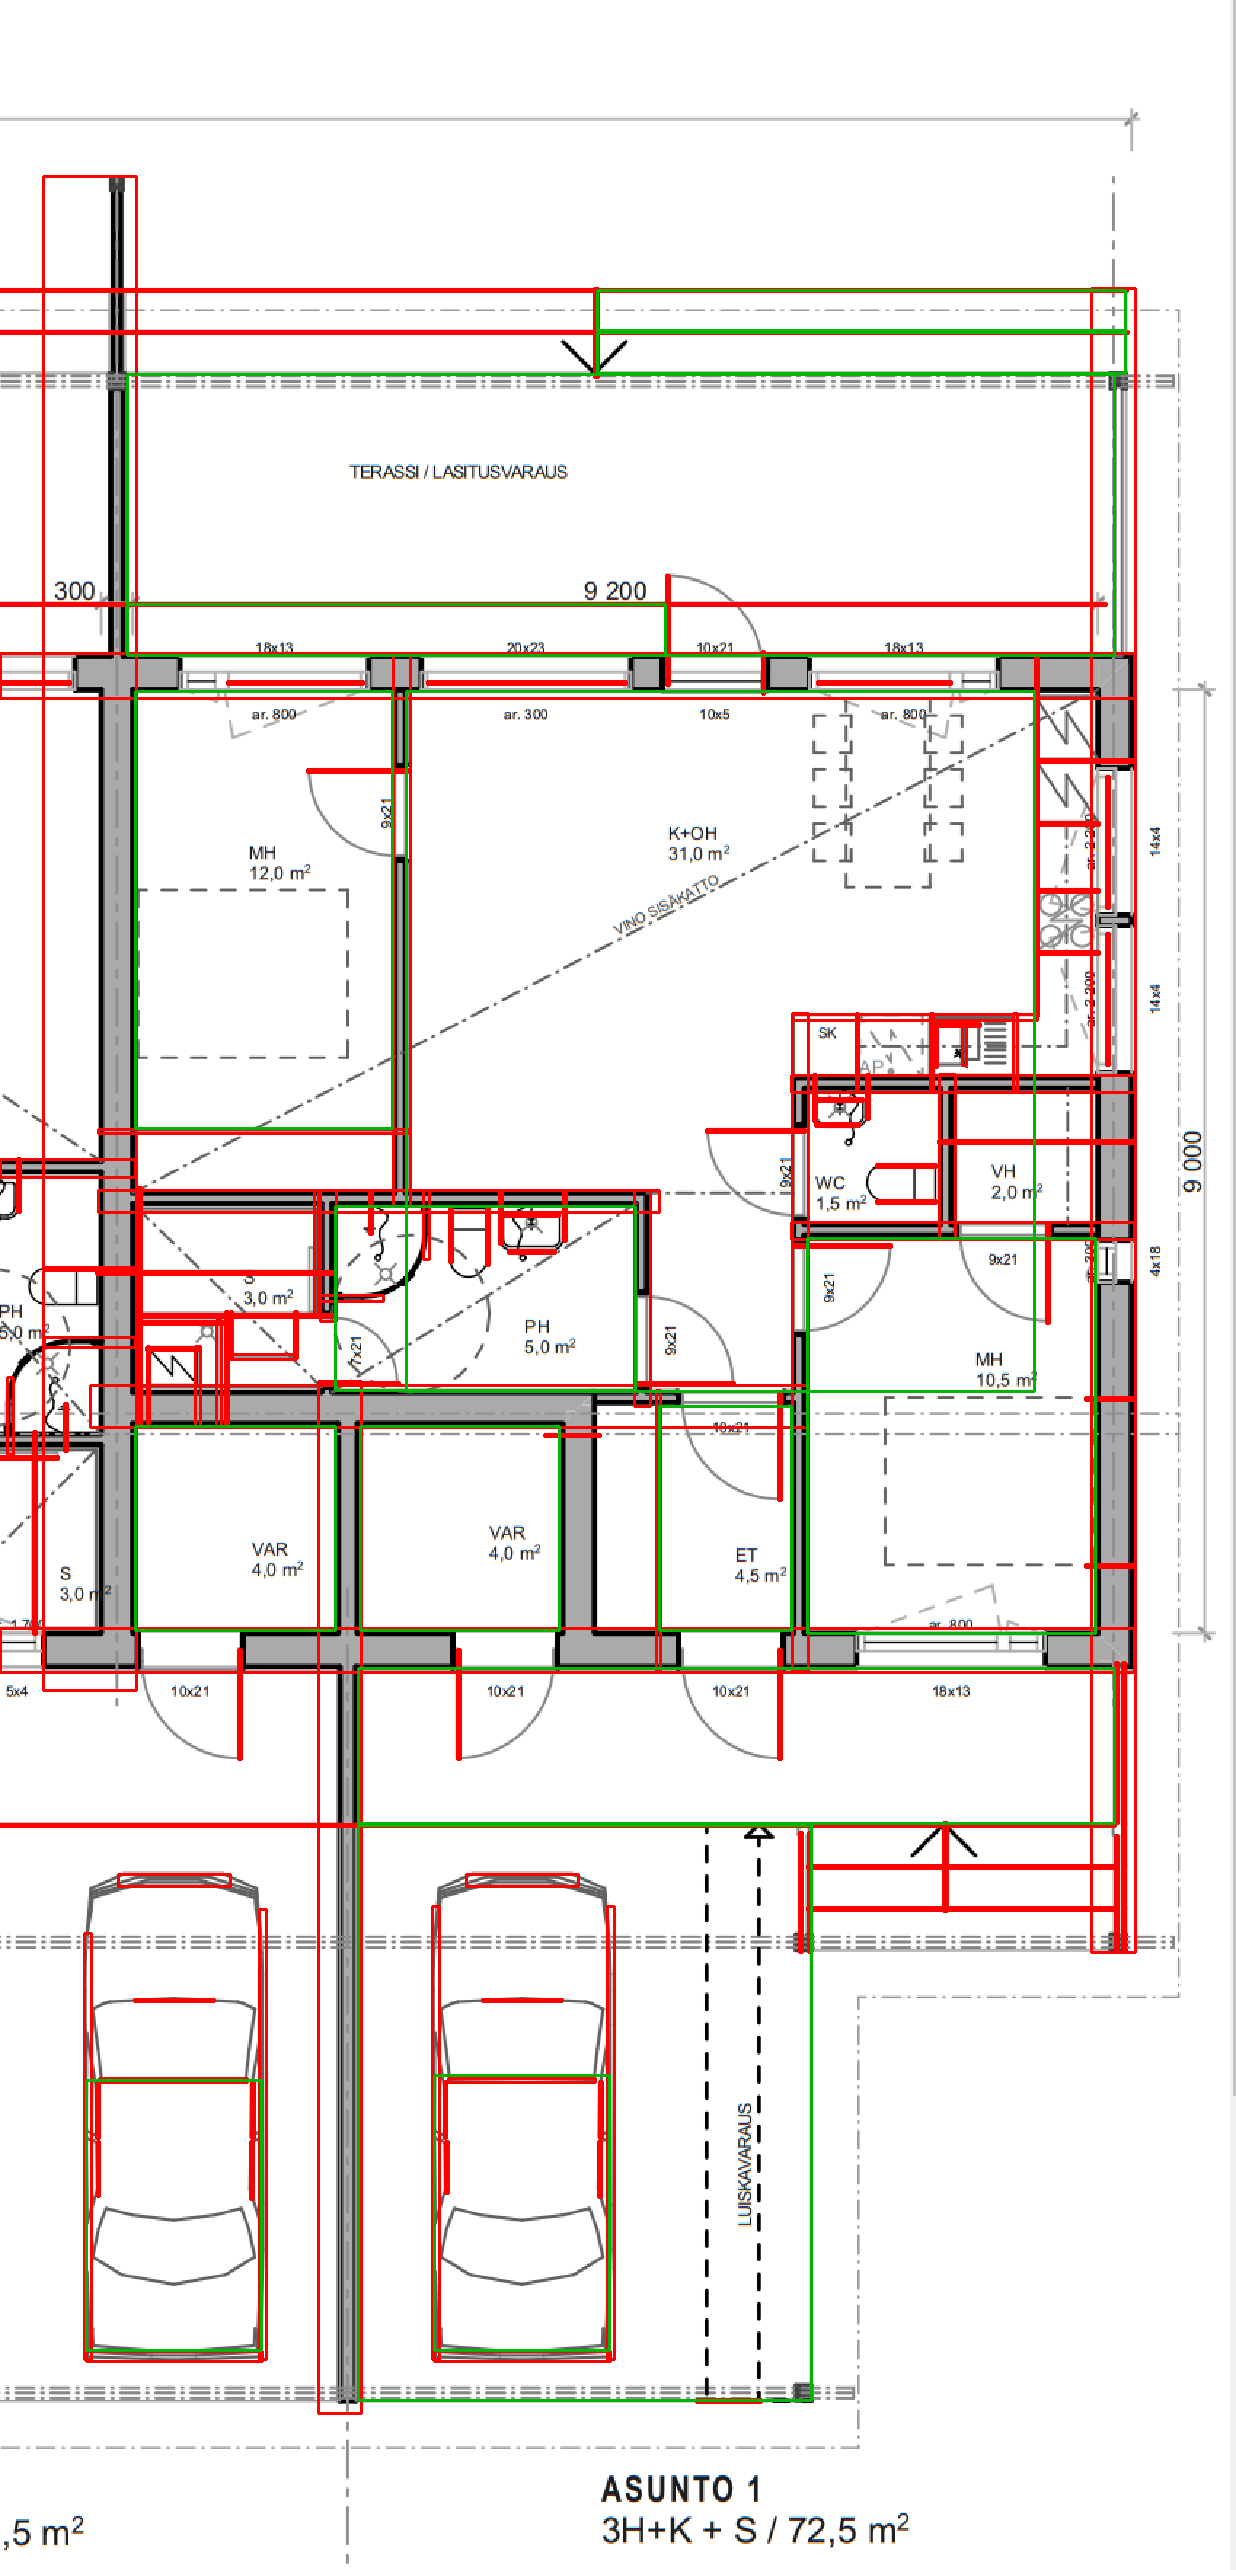 TERASSI / LASITUSVARAUS
300
9 200
18x13
20x23
10x21
18x13
ar. 800
ar. 300
10x5
ar. 800
9x21
MH
12,0 m²
K+OH
31,0 m²
14x4
VINO SISÄKATTO
14x4
SK
AP
9 000
9x21
WC
1,5 m²
VH
2,0 m²
9x21
4x18
S
3,0 m²
9x21
PH
5,0 m²
PH
5,0 m²
7x21
9x21
MH
10,5 m²
10x21
VAR
4,0 m²
VAR
4,0 m²
ET
4,5 m²
S
3,0 m²
ar. 800
5x4
10x21
10x21
10x21
18x13
LUISKAVARAUS
ASUNTO 1
3H+K + S / 72,5 m²
,5 m²